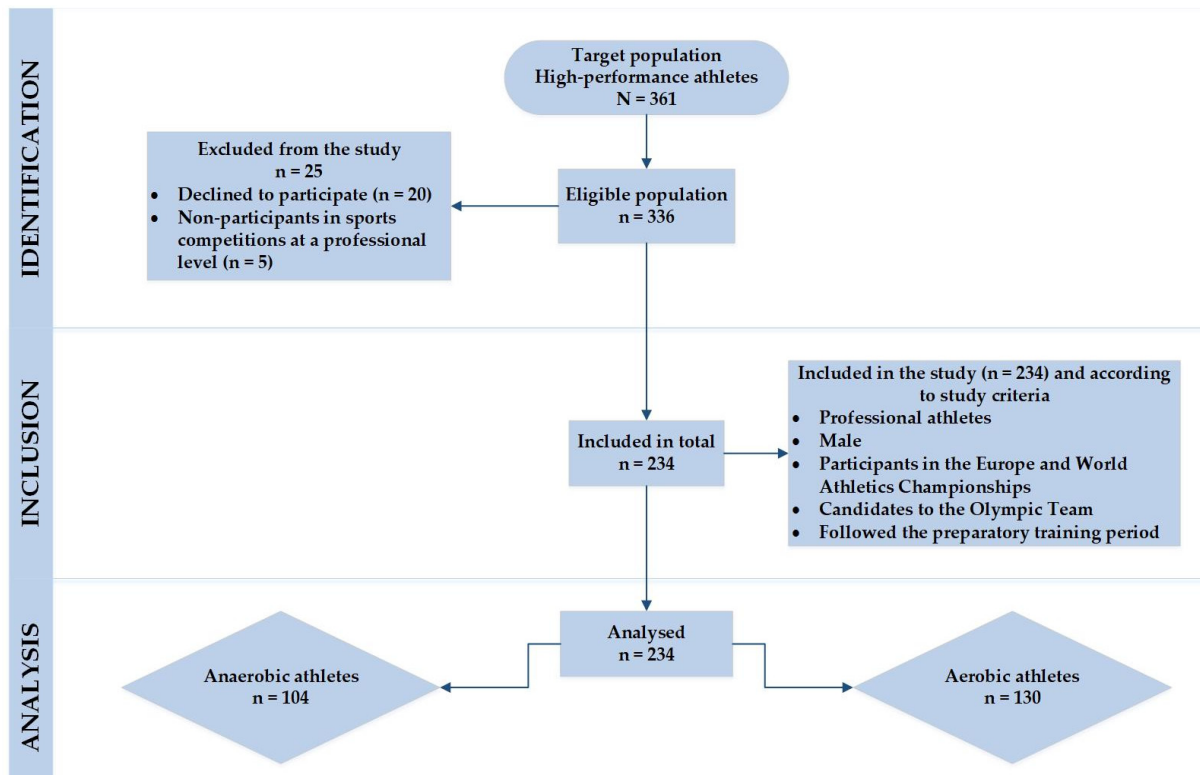 IDENTIFICATION
Target population
High-performance athletes
N = 361
Excluded from the study
n = 25
• Declined to participate (n = 20)
• Non-participants in sports
competitions at a professional
level (n = 5)
Eligible population
n = 336
INCLUSION
Included in total
n = 234
Included in the study (n = 234) and according
to study criteria
• Professional athletes
• Male
• Participants in the Europe and World
Athletics Championships
• Candidates to the Olympic Team
• Followed the preparatory training period
ANALYSIS
Analysed
n = 234
Anaerobic athletes
n = 104
Aerobic athletes
n = 130